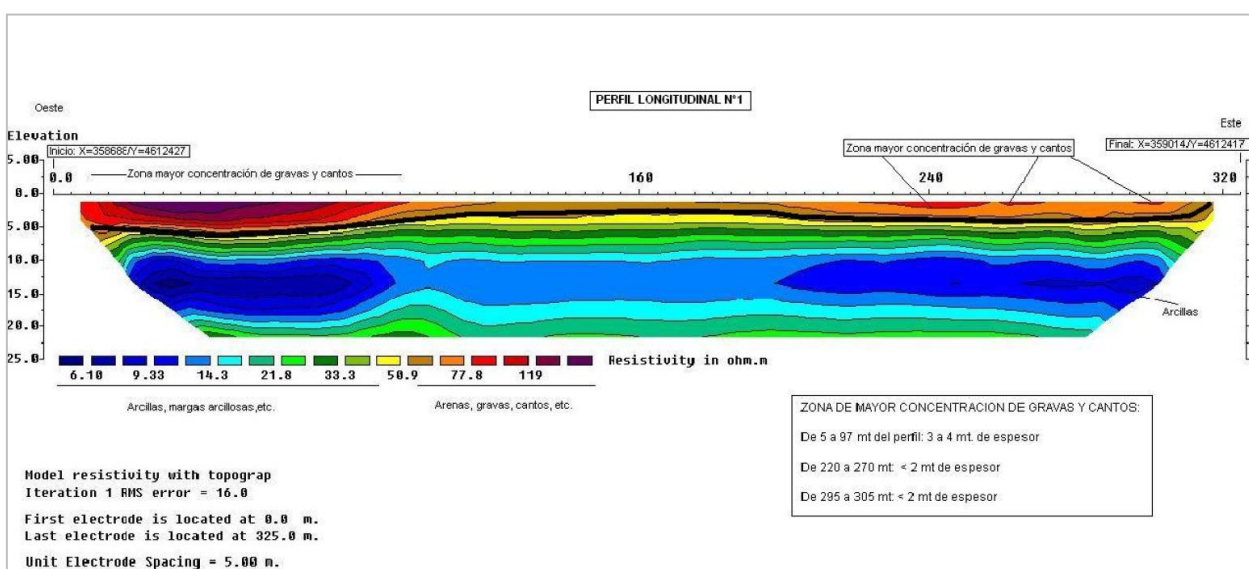 PERFIL LONGITUDINAL N°1
Oeste
Este
Elevation
Inicio: X=358688/Y=4612427
Final: X=359014/Y=4612417
Zona mayor concentración de gravas y cantos
Zona mayor concentración de gravas y cantos
0.0 160 240 320
5.00
0.0
5.00
10.0
15.0
20.0
25.0
Arcillas
Resistivity in ohm.m
6.10 9.33 14.3 21.8 33.3 50.9 77.8 119
Arcillas, margas arcillosas,etc.
Arenas, gravas, cantos, etc.
ZONA DE MAYOR CONCENTRACION DE GRAVAS Y CANTOS:
De 5 a 97 mt del perfil: 3 a 4 mt. de espesor
De 220 a 270 mt: < 2 mt de espesor
De 295 a 305 mt: < 2 mt de espesor
Model resistivity with topograp
Iteration 1 RMS error = 16.0
First electrode is located at 0.0 m.
Last electrode is located at 325.0 m.
Unit Electrode Spacing = 5.00 m.